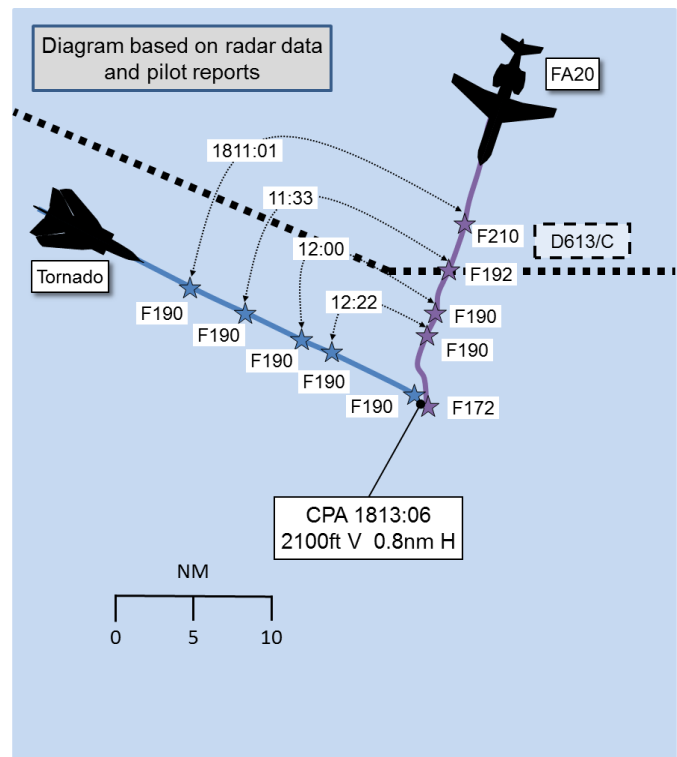 Diagram based on radar data
and pilot reports
FA20
1811:01
11:33
F210
D613/C
12:00
F192
Tornado
12:22
F190
F190
F190
F190
F190
F190
F190
F172
CPA 1813:06
2100ft V 0.8nm H
NM
0 5 10